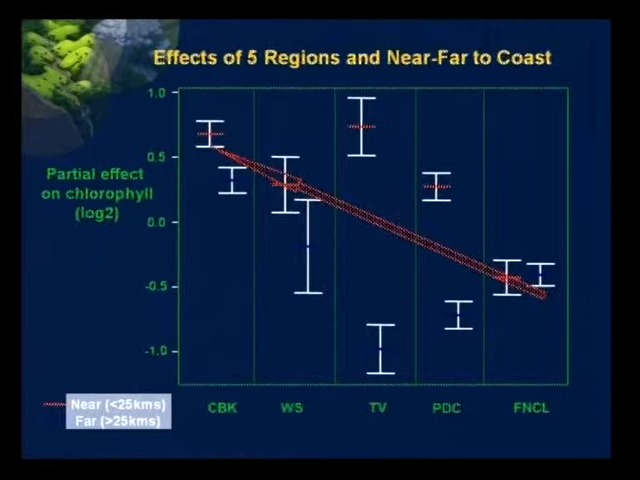 Effects of 5 Regions and Near-Far to Coast
1.0
0.5
0.0
-0.5
-1.0
Partial effect
on chlorophyll
(log2)
CBK
WS
TV
PDC
FNCL
Near (<25kms)
Far (>25kms)